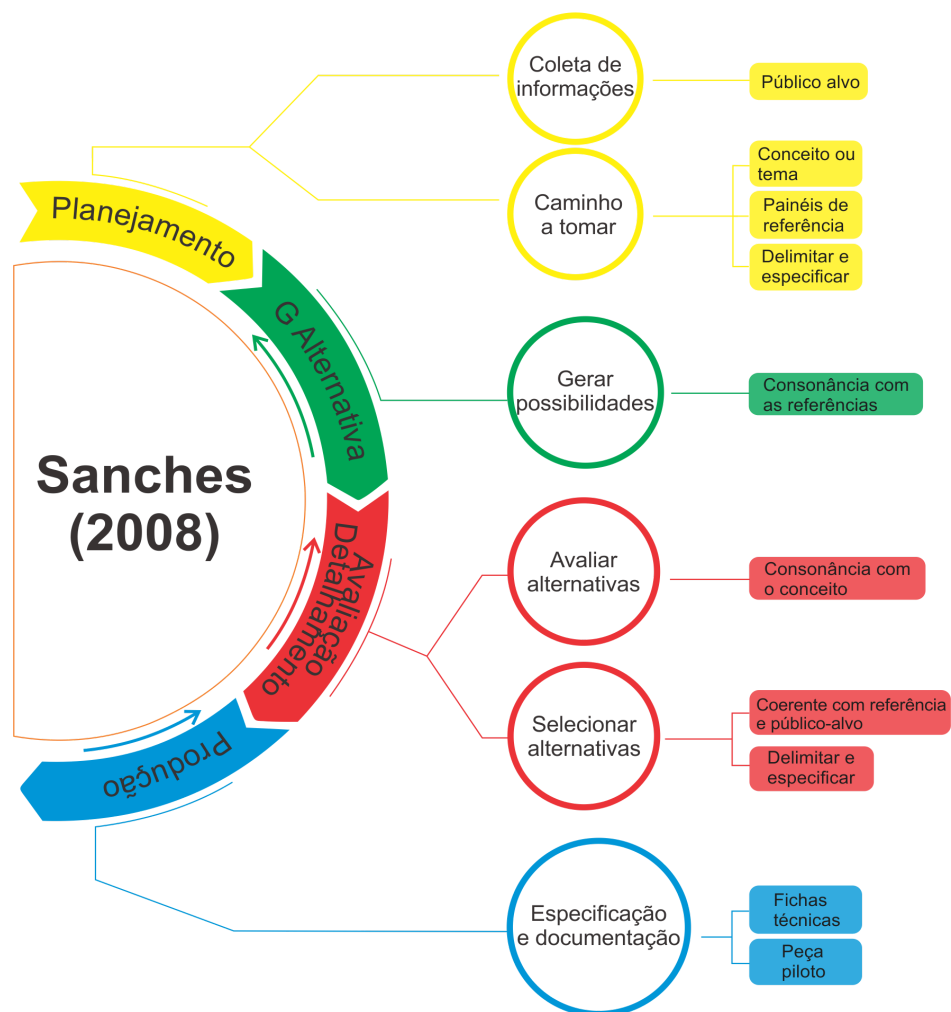 Sanches
(2008)
Planejamento
Coleta de
informações
Público alvo
Caminho
a tomar
Conceito ou
tema
Painéis de
referência
Delimitar e
especificar
G Alternativa
Gerar
possibilidades
Consonância com
as referências
Avaliação
Detalhamento
Avaliar
alternativas
Consonância com
o conceito
Selecionar
alternativas
Coerente com referência
e público-alvo
Delimitar e
especificar
Produção
Especificação
e documentação
Fichas
técnicas
Peça
piloto